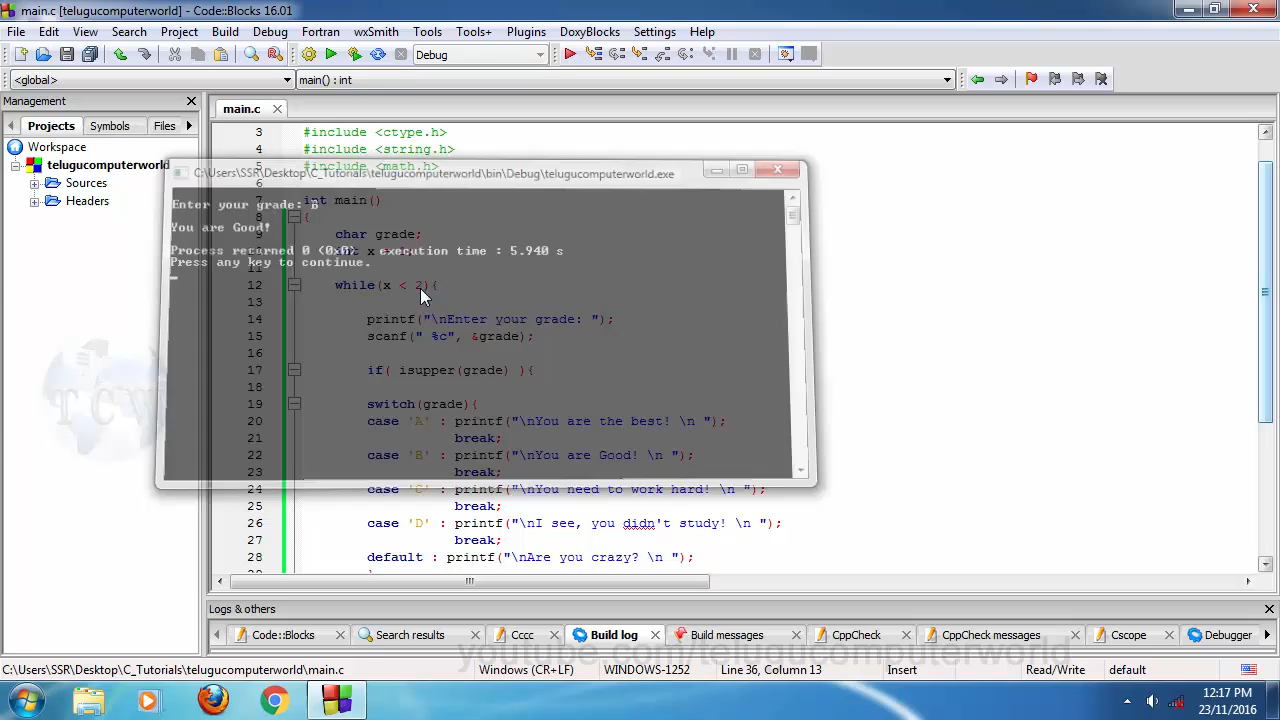 main.c [telugucomputerworld] - Code::Blocks 16.01
File Edit View Search Project Build Debug Fortran wxSmith Tools Tools+ Plugins DoxyBlocks Settings Help
Debug
<global> main() : int
Management
main.c
Projects Symbols Files
Workspace
telugucomputerworld
Sources
Headers
3 #include <ctype.h>
4 #include <string.h>
5 #include <math.h>
C:\Users\SSR\Desktop\C_Tutorials\telugucomputerworld\bin\Debug\telugucomputerworld.exe
6
7 int main()
Enter your grade: B
8 {
You are Good!
9 char grade;
Process returned 0 (0x0) execution time : 5.940 s
Press any key to continue.
12 while(x < 2){
13
14 printf("\nEnter your grade: ");
15 scanf(" %c", &grade);
16
17 if( isupper(grade) ){
18
19 switch(grade){
20 case 'A' : printf("\nYou are the best! \n ");
21 break;
22 case 'B' : printf("\nYou are Good! \n ");
23 break;
24 case 'C' : printf("\nYou need to work hard! \n ");
25 break;
26 case 'D' : printf("\nI see, you didn't study! \n ");
27 break;
28 default : printf("\nAre you crazy? \n ");
TCW
Logs & others
Code::Blocks Search results Cccc Build log Build messages CppCheck CppCheck messages Cscope Debugger
youtube.com/telugucomputerworld
C:\Users\SSR\Desktop\C_Tutorials\telugucomputerworld\main.c Windows (CR+LF) WINDOWS-1252 Line 36, Column 13 Insert Read/Write default
12:17 PM
23/11/2016